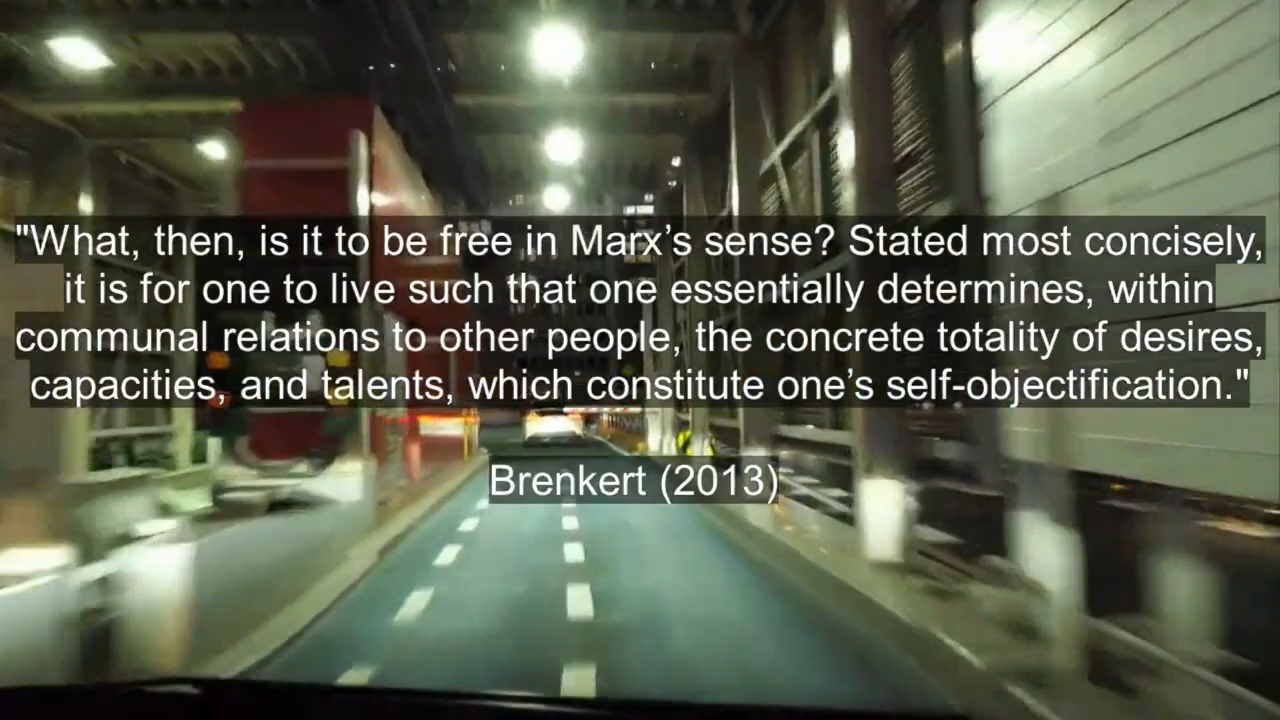 "What, then, is it to be free in Marx’s sense? Stated most concisely,
it is for one to live such that one essentially determines, within
communal relations to other people, the concrete totality of desires,
capacities, and talents, which constitute one’s self-objectification."
Brenkert (2013)